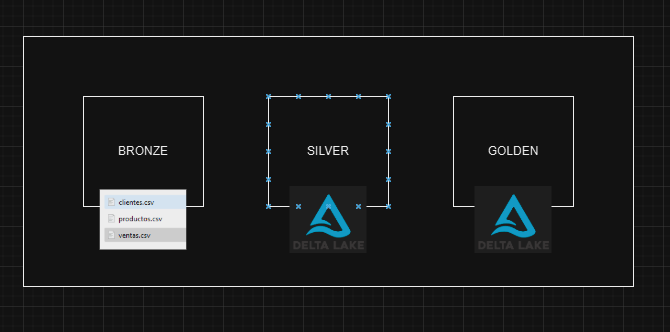 BRONZE
SILVER
GOLDEN
clientes.csv
productos.csv
ventas.csv
DELTA LAKE
DELTA LAKE